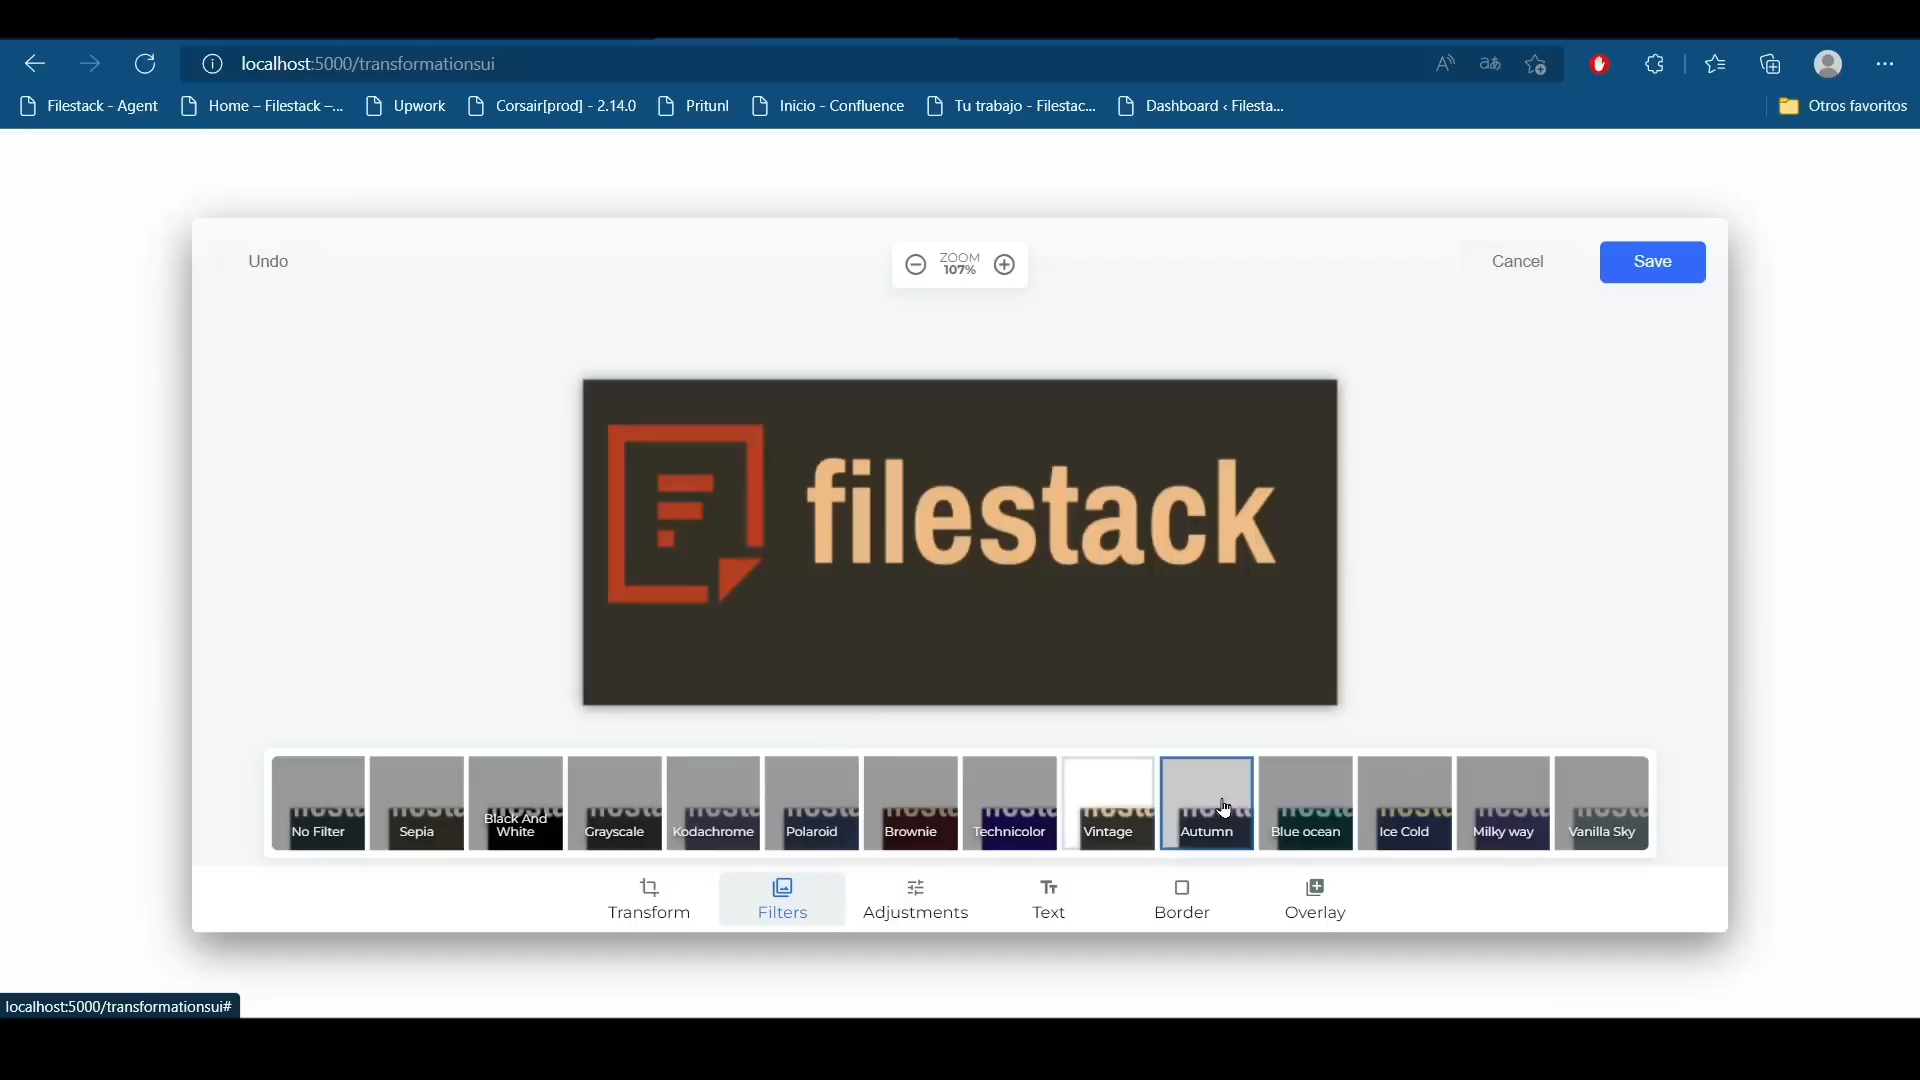 localhost:5000/transformationsui
Filestack - Agent
Home – Filestack –...
Upwork
Corsair[prod] - 2.14.0
Pritunl
Inicio - Confluence
Tu trabajo - Filestac...
Dashboard ‹ Filesta...
Otros favoritos
Undo
ZOOM
107%
Cancel
Save
filestack
No Filter
Sepia
Black And
White
Grayscale
Kodachrome
Polaroid
Brownie
Technicolor
Vintage
Autumn
Blue ocean
Ice Cold
Milky way
Vanilla Sky
Transform
Filters
Adjustments
Text
Border
Overlay
localhost:5000/transformationsui#